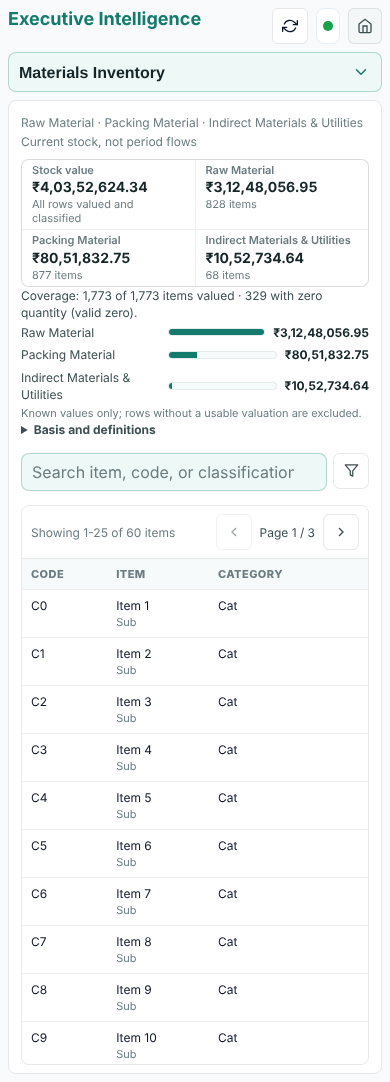 Executive Intelligence
Materials Inventory
Raw Material · Packing Material · Indirect Materials & Utilities
Current stock, not period flows
Stock value
₹4,03,52,624.34
All rows valued and
classified
Raw Material
₹3,12,48,056.95
828 items
Packing Material
₹80,51,832.75
877 items
Indirect Materials & Utilities
₹10,52,734.64
68 items
Coverage: 1,773 of 1,773 items valued · 329 with zero
quantity (valid zero).
Raw Material ₹3,12,48,056.95
Packing Material ₹80,51,832.75
Indirect Materials &
Utilities ₹10,52,734.64
Known values only; rows without a usable valuation are excluded.
Basis and definitions
Search item, code, or classificatior
Showing 1-25 of 60 items Page 1 / 3
CODE ITEM CATEGORY
C0 Item 1 Cat
Sub
C1 Item 2 Cat
Sub
C2 Item 3 Cat
Sub
C3 Item 4 Cat
Sub
C4 Item 5 Cat
Sub
C5 Item 6 Cat
Sub
C6 Item 7 Cat
Sub
C7 Item 8 Cat
Sub
C8 Item 9 Cat
Sub
C9 Item 10 Cat
Sub